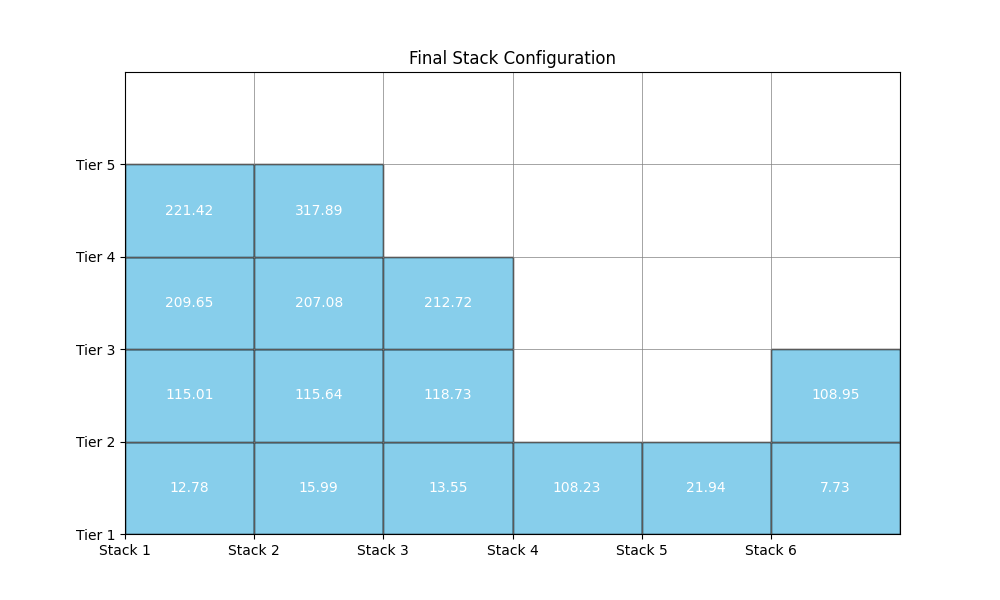 Final Stack Configuration
Tier 5
221.42 317.89
Tier 4
209.65 207.08 212.72
Tier 3
115.01 115.64 118.73 108.95
Tier 2
12.78 15.99 13.55 108.23 21.94 7.73
Tier 1
Stack 1 Stack 2 Stack 3 Stack 4 Stack 5 Stack 6